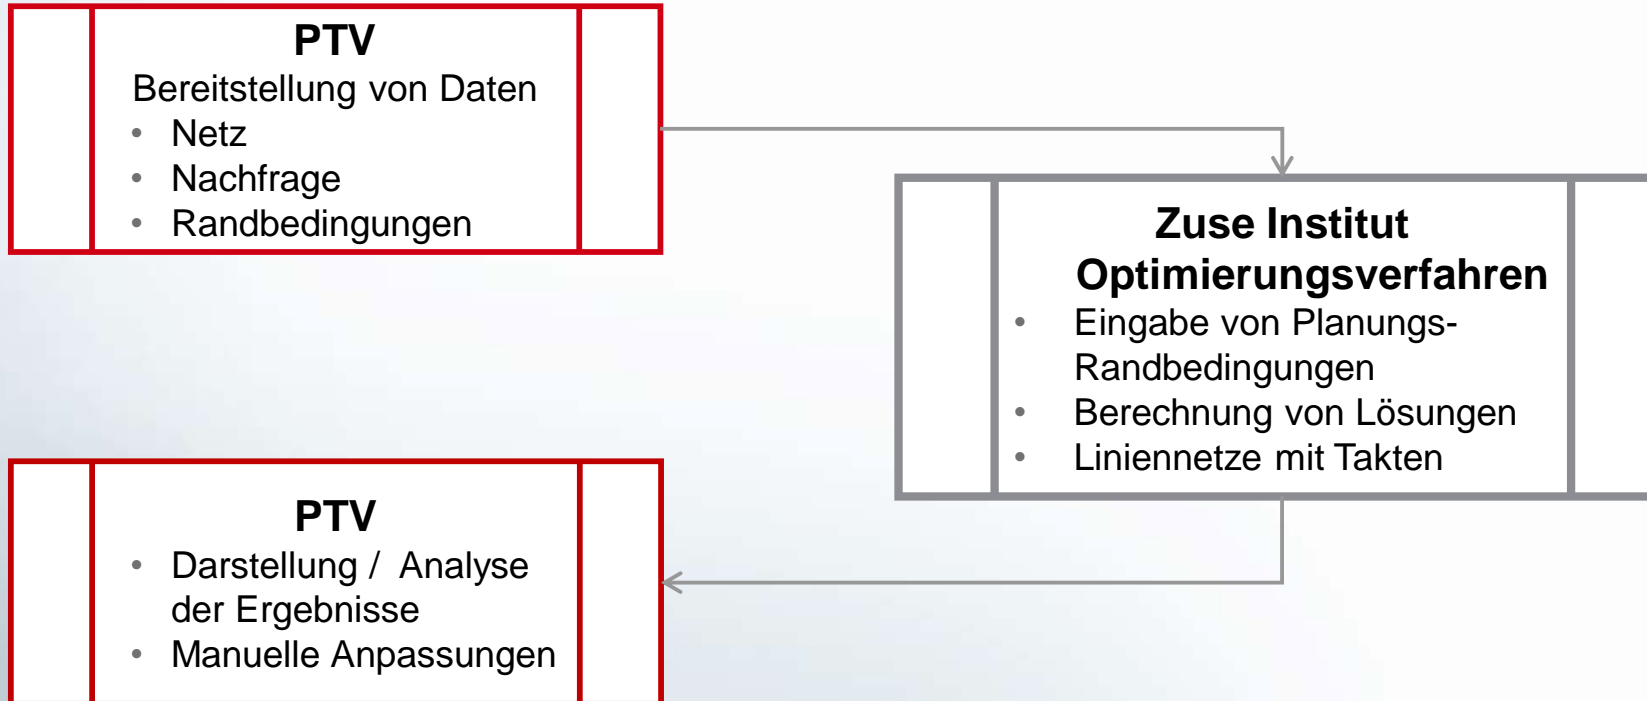 PTV
Bereitstellung von Daten
• Netz
• Nachfrage
• Randbedingungen
Zuse Institut
Optimierungsverfahren
• Eingabe von Planungs-
Randbedingungen
• Berechnung von Lösungen
• Liniennetze mit Takten
PTV
• Darstellung / Analyse
der Ergebnisse
• Manuelle Anpassungen